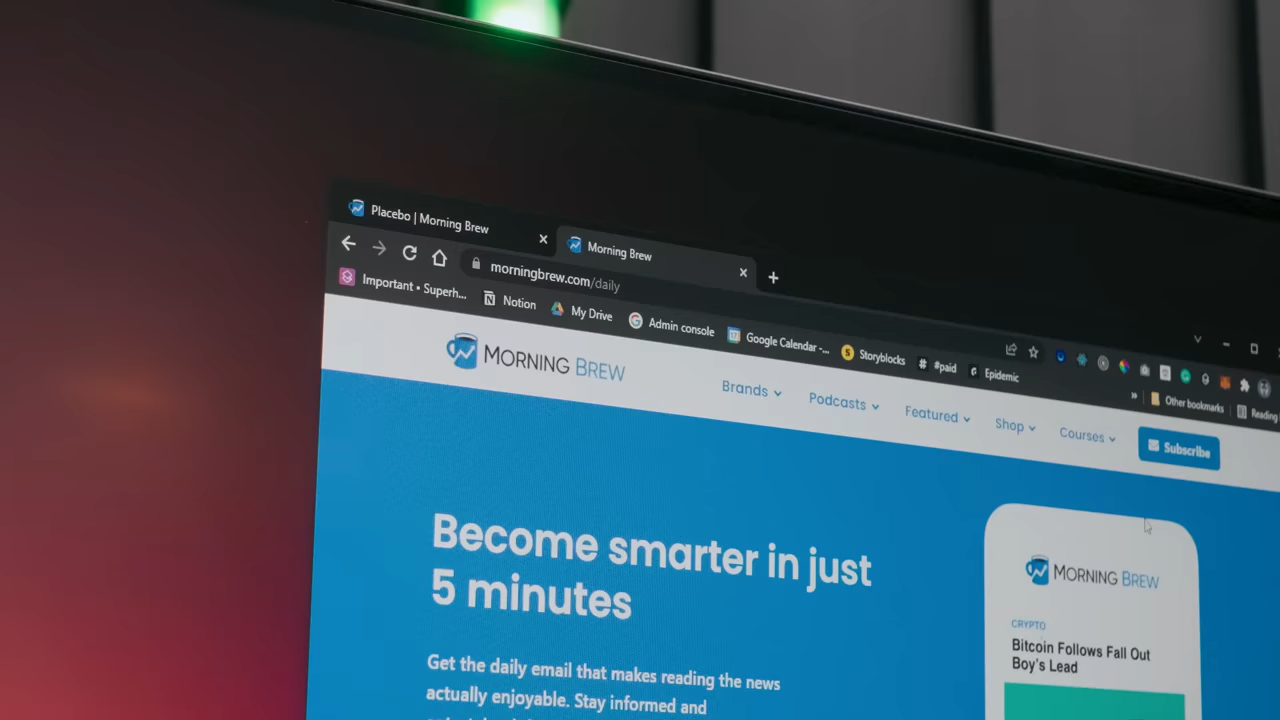 Placebo | Morning Brew
Morning Brew
morningbrew.com/daily
Important • Superh...
Notion
My Drive
Admin console
Google Calendar -...
Storyblocks
#paid
Epidemic
»
Other bookmarks
Reading
MORNING BREW
Brands
Podcasts
Featured
Shop
Courses
Subscribe
Become smarter in just
5 minutes
Get the daily email that makes reading the news
actually enjoyable. Stay informed and
MORNING BREW
CRYPTO
Bitcoin Follows Fall Out
Boy's Lead